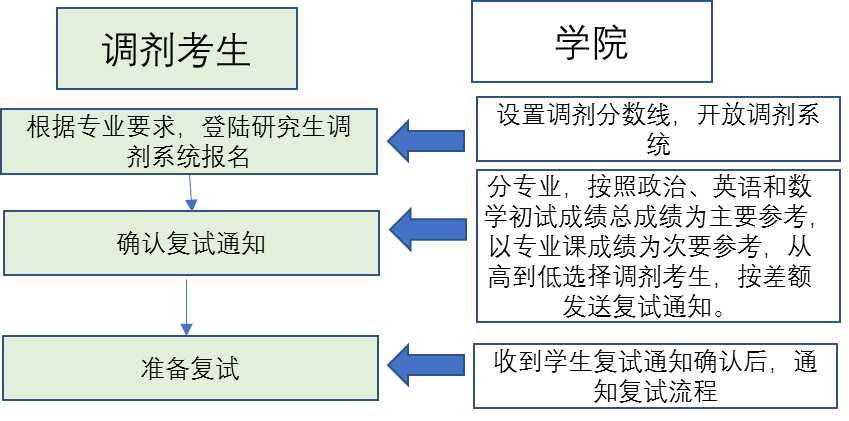 调剂考生
学院
根据专业要求，登陆研究生调
剂系统报名
设置调剂分数线，开放调剂系
统
确认复试通知
分专业，按照政治、英语和数
学初试成绩总成绩为主要参考，
以专业课成绩为次要参考，从
高到低选择调剂考生，按差额
发送复试通知。
准备复试
收到学生复试通知确认后，通
知复试流程